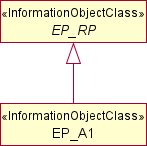 «InformationObjectClass»
EP_RP
«InformationObjectClass»
EP_A1